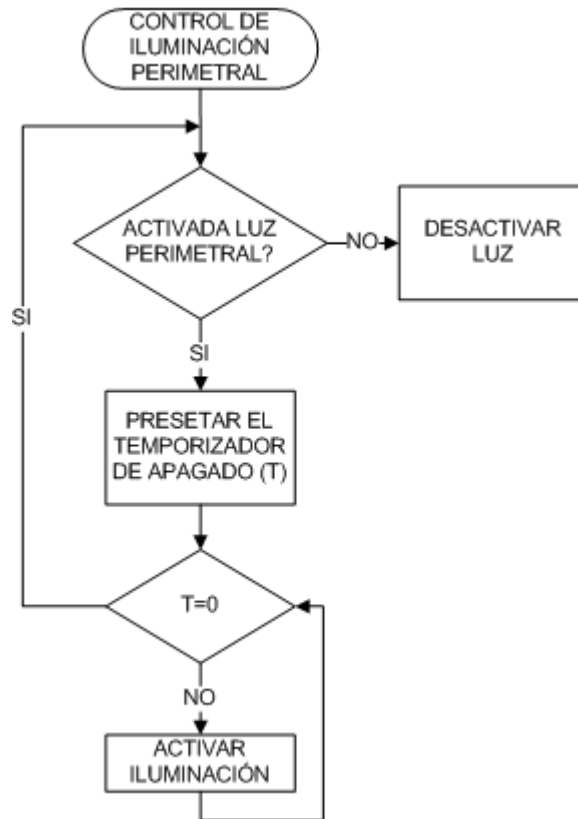 CONTROL DE
ILUMINACIÓN
PERIMETRAL
ACTIVADA LUZ
PERIMETRAL?
NO
DESACTIVAR
LUZ
SI
SI
PRESETAR EL
TEMPORIZADOR
DE APAGADO (T)
T=0
NO
ACTIVAR
ILUMINACIÓN